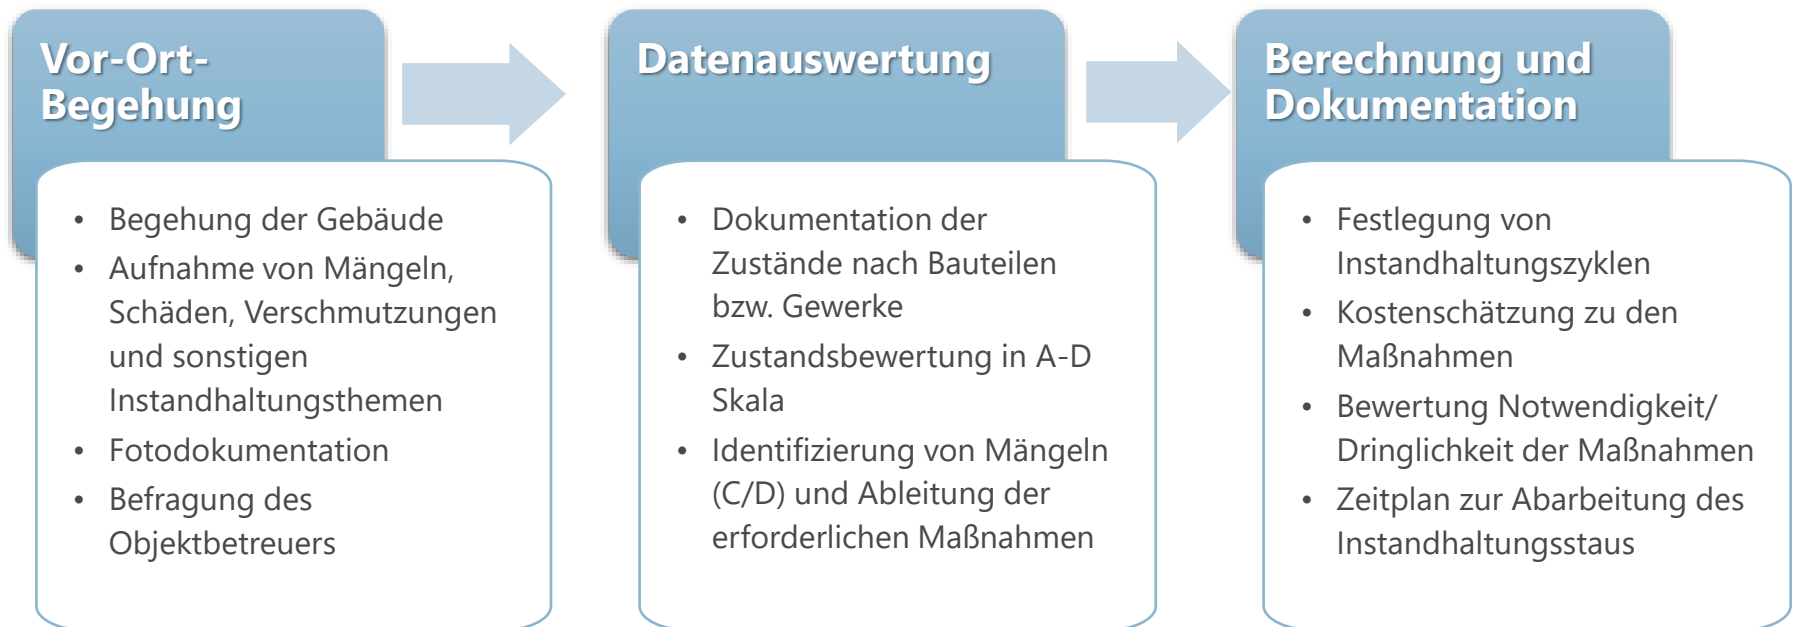 Vor-Ort-
Begehung
• Begehung der Gebäude
• Aufnahme von Mängeln,
Schäden, Verschmutzungen
und sonstigen
Instandhaltungsthemen
• Fotodokumentation
• Befragung des
Objektbetreuers
Datenauswertung
• Dokumentation der
Zustände nach Bauteilen
bzw. Gewerke
• Zustandsbewertung in A-D
Skala
• Identifizierung von Mängeln
(C/D) und Ableitung der
erforderlichen Maßnahmen
Berechnung und
Dokumentation
• Festlegung von
Instandhaltungszyklen
• Kostenschätzung zu den
Maßnahmen
• Bewertung Notwendigkeit/
Dringlichkeit der Maßnahmen
• Zeitplan zur Abarbeitung des
Instandhaltungsstaus